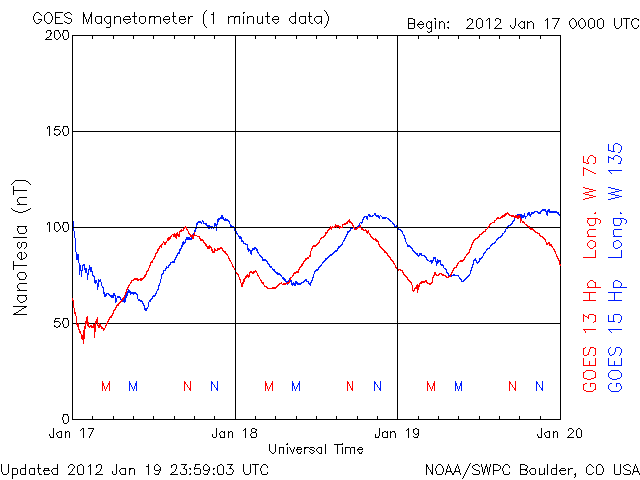 GOES Magnetometer (1 minute data)
Begin: 2012 Jan 17 0000 UTC
200
150
100
50
0
NanoTesla (nT)
M M N N M M N N M M N N
Jan 17 Jan 18 Jan 19 Jan 20
Universal Time
GOES 13 Hp Long. W 75
GOES 15 Hp Long. W 135
Updated 2012 Jan 19 23:59:03 UTC
NOAA/SWPC Boulder, CO USA